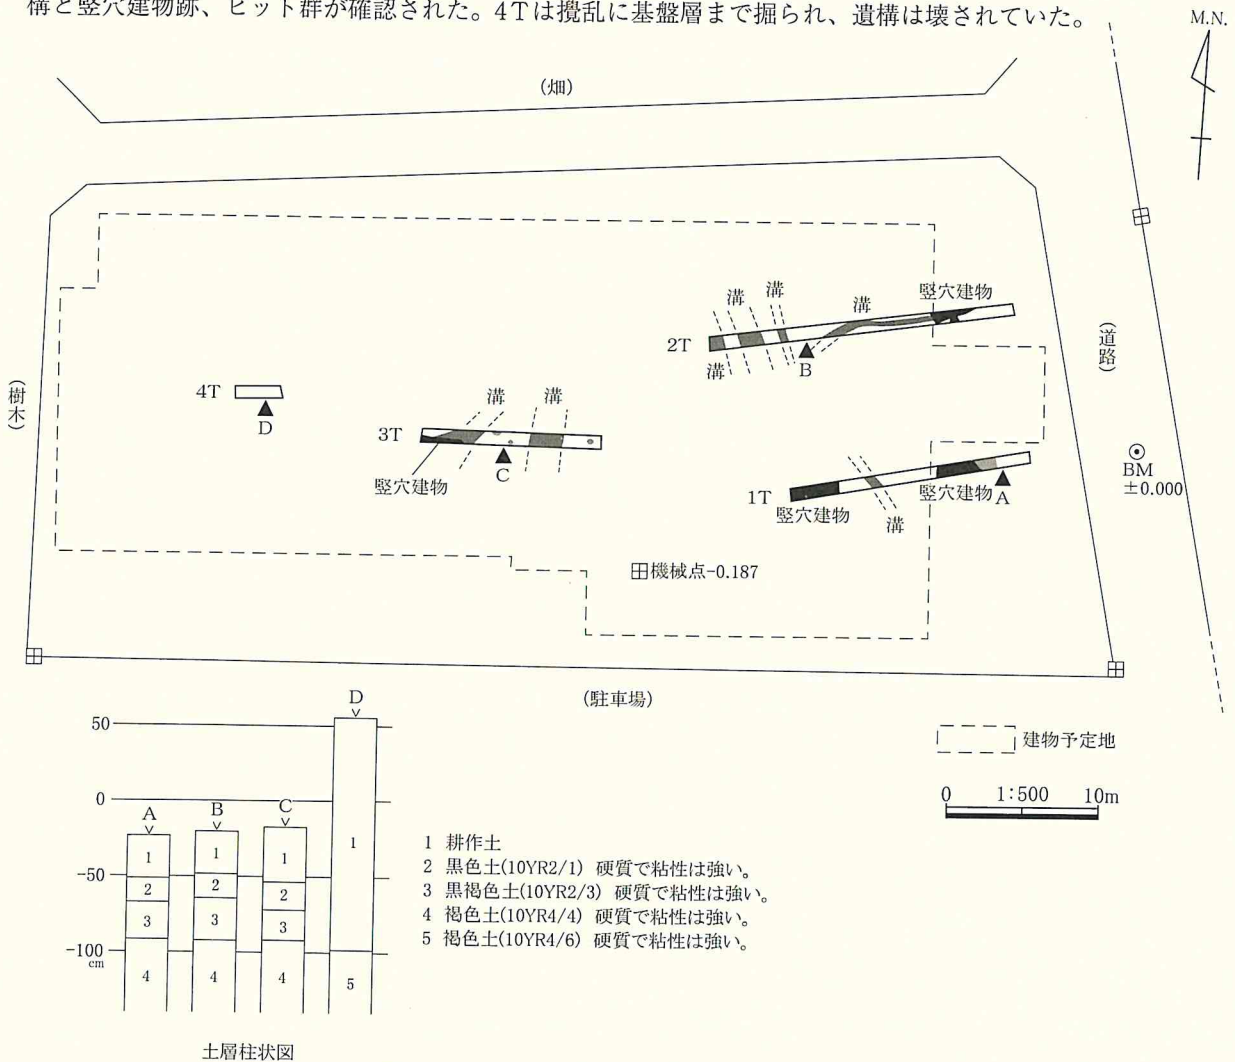 構と竪穴建物跡、ピット群が確認された。4Tは攪乱に基盤層まで掘られ、遺構は壊されていた。
M.N.
(畑)
竪穴建物
溝
溝
溝
2T
溝
B
(道路)
(樹木)
4T
D
溝
溝
3T
C
竪穴建物
BM
±0.000
1T
竪穴建物
A
竪穴建物
溝
機械点-0.187
(駐車場)
建物予定地
0 1:500 10m
D
50
0
A
B
C
-50
-100
cm
1
2
3
4
1
2
3
4
1
2
3
4
1
5
1 耕作土
2 黒色土(10YR2/1) 硬質で粘性は強い。
3 黒褐色土(10YR2/3) 硬質で粘性は強い。
4 褐色土(10YR4/4) 硬質で粘性は強い。
5 褐色土(10YR4/6) 硬質で粘性は強い。
土層柱状図